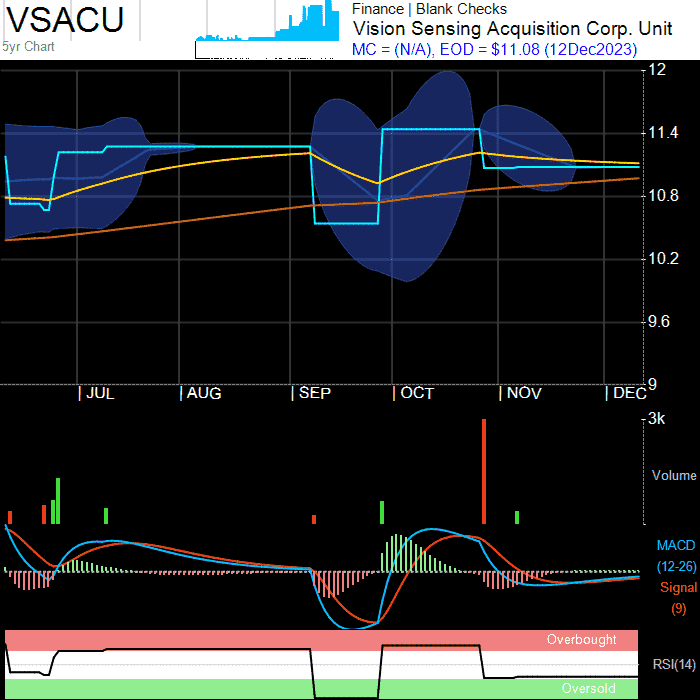 VSACU
5yr Chart
Finance | Blank Checks
Vision Sensing Acquisition Corp. Unit
MC = (N/A), EOD = $11.08 (12Dec2023)
12
11.4
10.8
10.2
9.6
9
| JUL | AUG | SEP | OCT | NOV | DEC
3k
Volume
MACD
(12-26)
Signal
(9)
Overbought
RSI(14)
Oversold